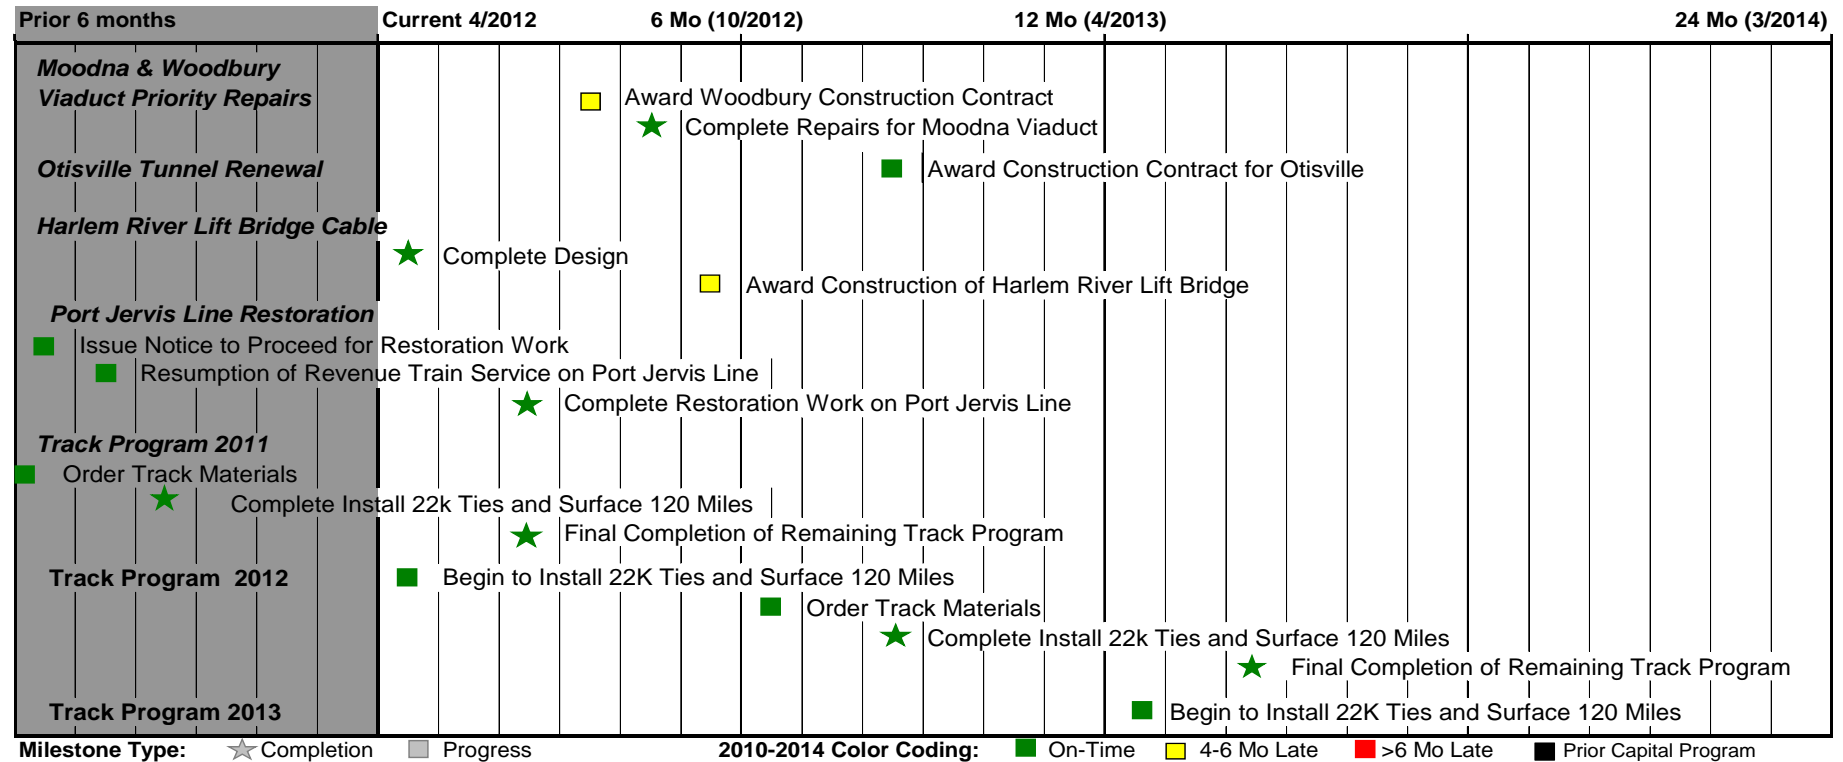 Prior 6 months Current 4/2012 6 Mo (10/2012) 12 Mo (4/2013) 24 Mo (3/2014)
Moodna & Woodbury
Viaduct Priority Repairs
Award Woodbury Construction Contract
Complete Repairs for Moodna Viaduct
Otisville Tunnel Renewal
Award Construction Contract for Otisville
Harlem River Lift Bridge Cable
Complete Design
Award Construction of Harlem River Lift Bridge
Port Jervis Line Restoration
Issue Notice to Proceed for Restoration Work
Resumption of Revenue Train Service on Port Jervis Line
Complete Restoration Work on Port Jervis Line
Track Program 2011
Order Track Materials
Complete Install 22k Ties and Surface 120 Miles
Final Completion of Remaining Track Program
Track Program 2012
Begin to Install 22K Ties and Surface 120 Miles
Order Track Materials
Complete Install 22k Ties and Surface 120 Miles
Final Completion of Remaining Track Program
Track Program 2013
Begin to Install 22K Ties and Surface 120 Miles
Milestone Type: Completion Progress 2010-2014 Color Coding: On-Time 4-6 Mo Late >6 Mo Late Prior Capital Program